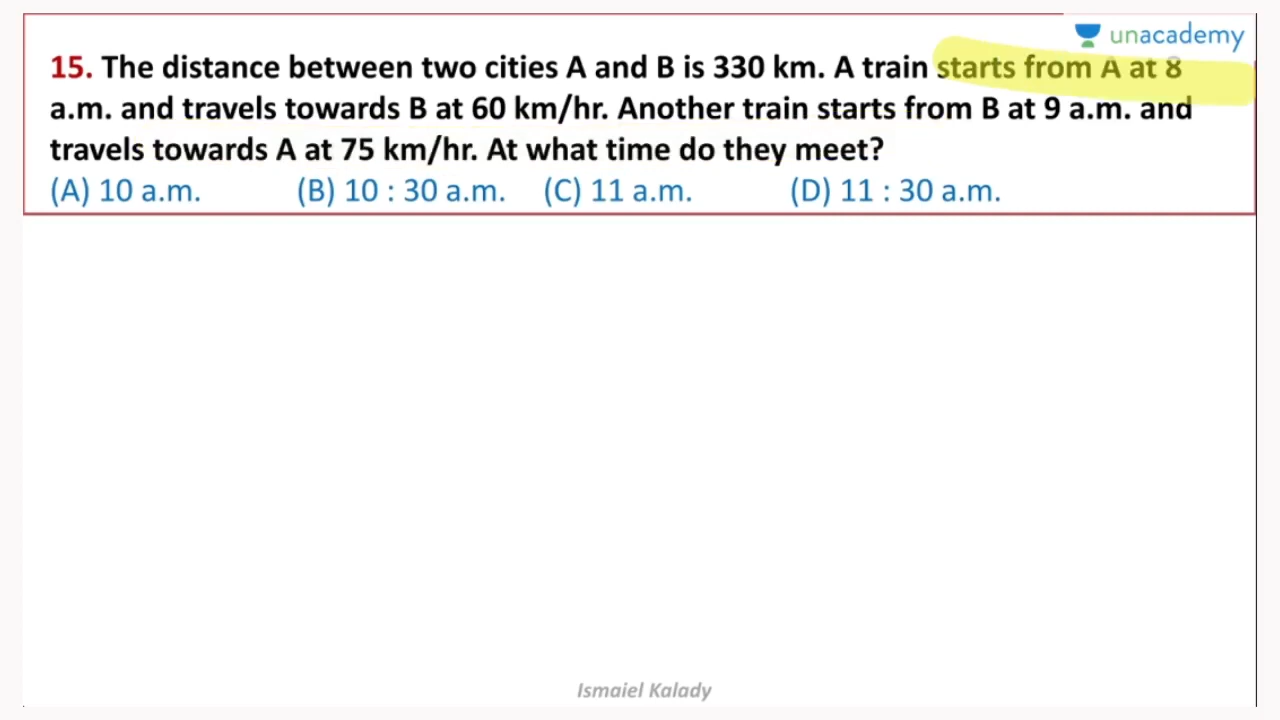 unacademy
15. The distance between two cities A and B is 330 km. A train starts from A at 8
a.m. and travels towards B at 60 km/hr. Another train starts from B at 9 a.m. and
travels towards A at 75 km/hr. At what time do they meet?
(A) 10 a.m. (B) 10 : 30 a.m. (C) 11 a.m. (D) 11 : 30 a.m.
Ismaiel Kalady